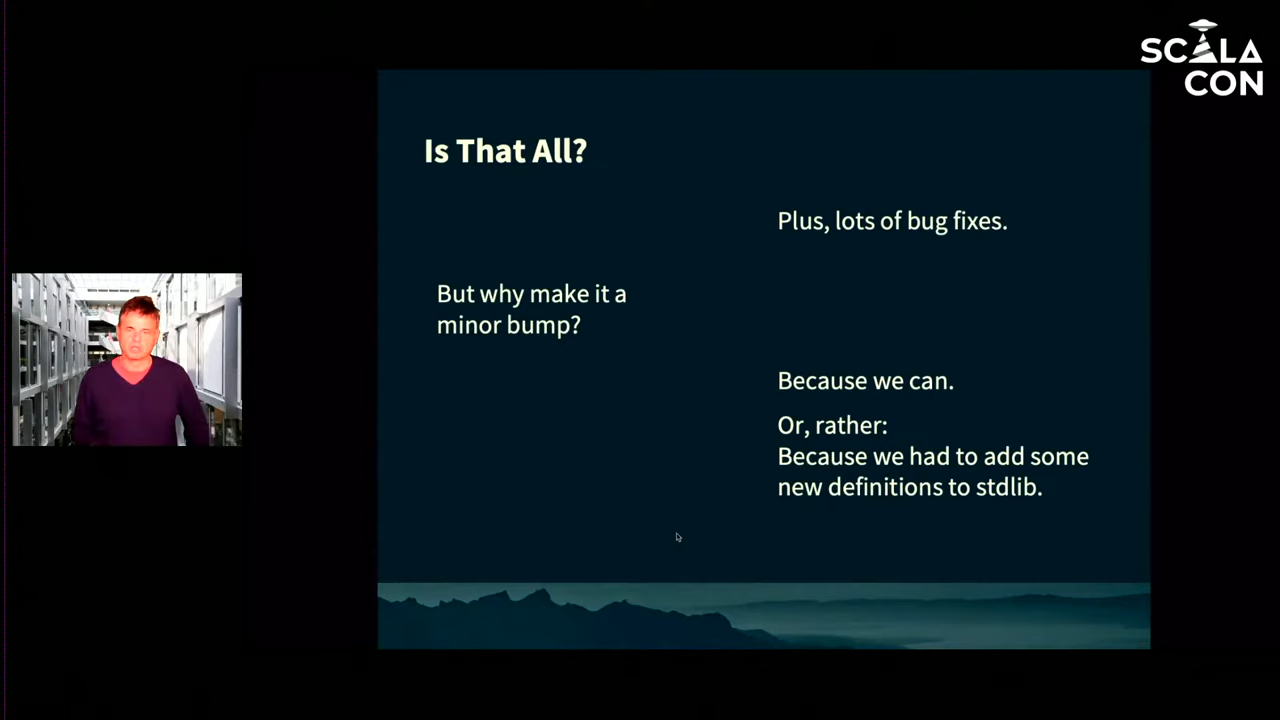 SCALA
CON
Is That All?
Plus, lots of bug fixes.
But why make it a
minor bump?
Because we can.
Or, rather:
Because we had to add some
new definitions to stdlib.